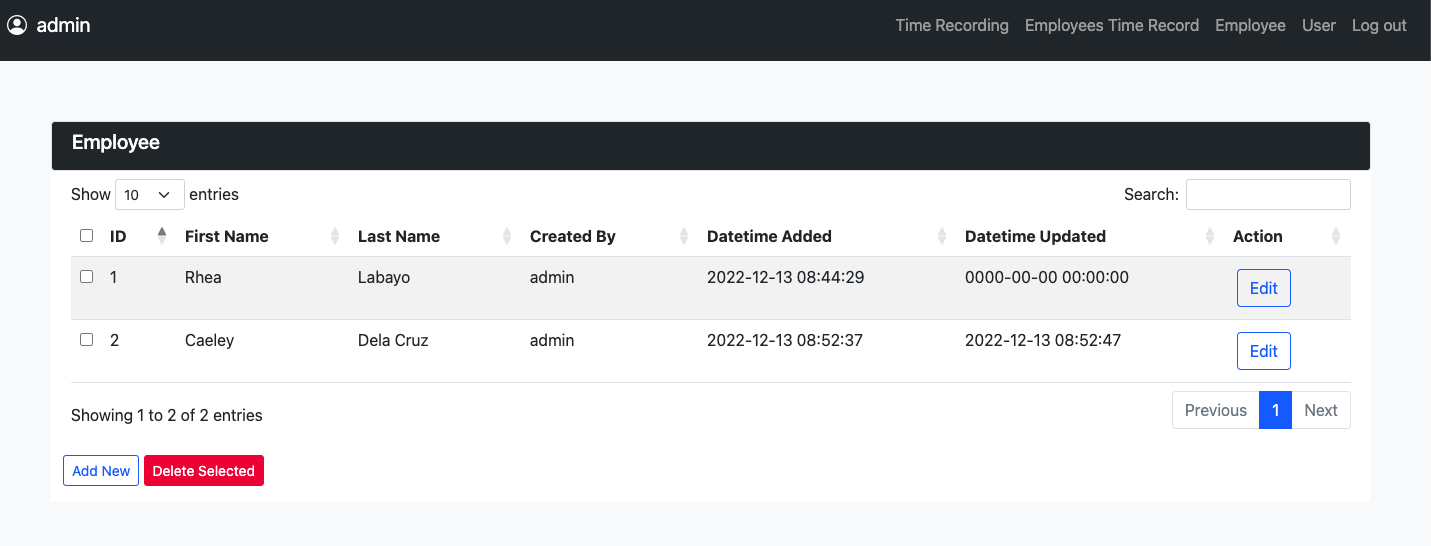 admin Time Recording Employees Time Record Employee User Log out
Employee
Show 10 entries Search:
ID First Name Last Name Created By Datetime Added Datetime Updated Action
1 Rhea Labayo admin 2022-12-13 08:44:29 0000-00-00 00:00:00 Edit
2 Caeley Dela Cruz admin 2022-12-13 08:52:37 2022-12-13 08:52:47 Edit
Showing 1 to 2 of 2 entries Previous 1 Next
Add New Delete Selected